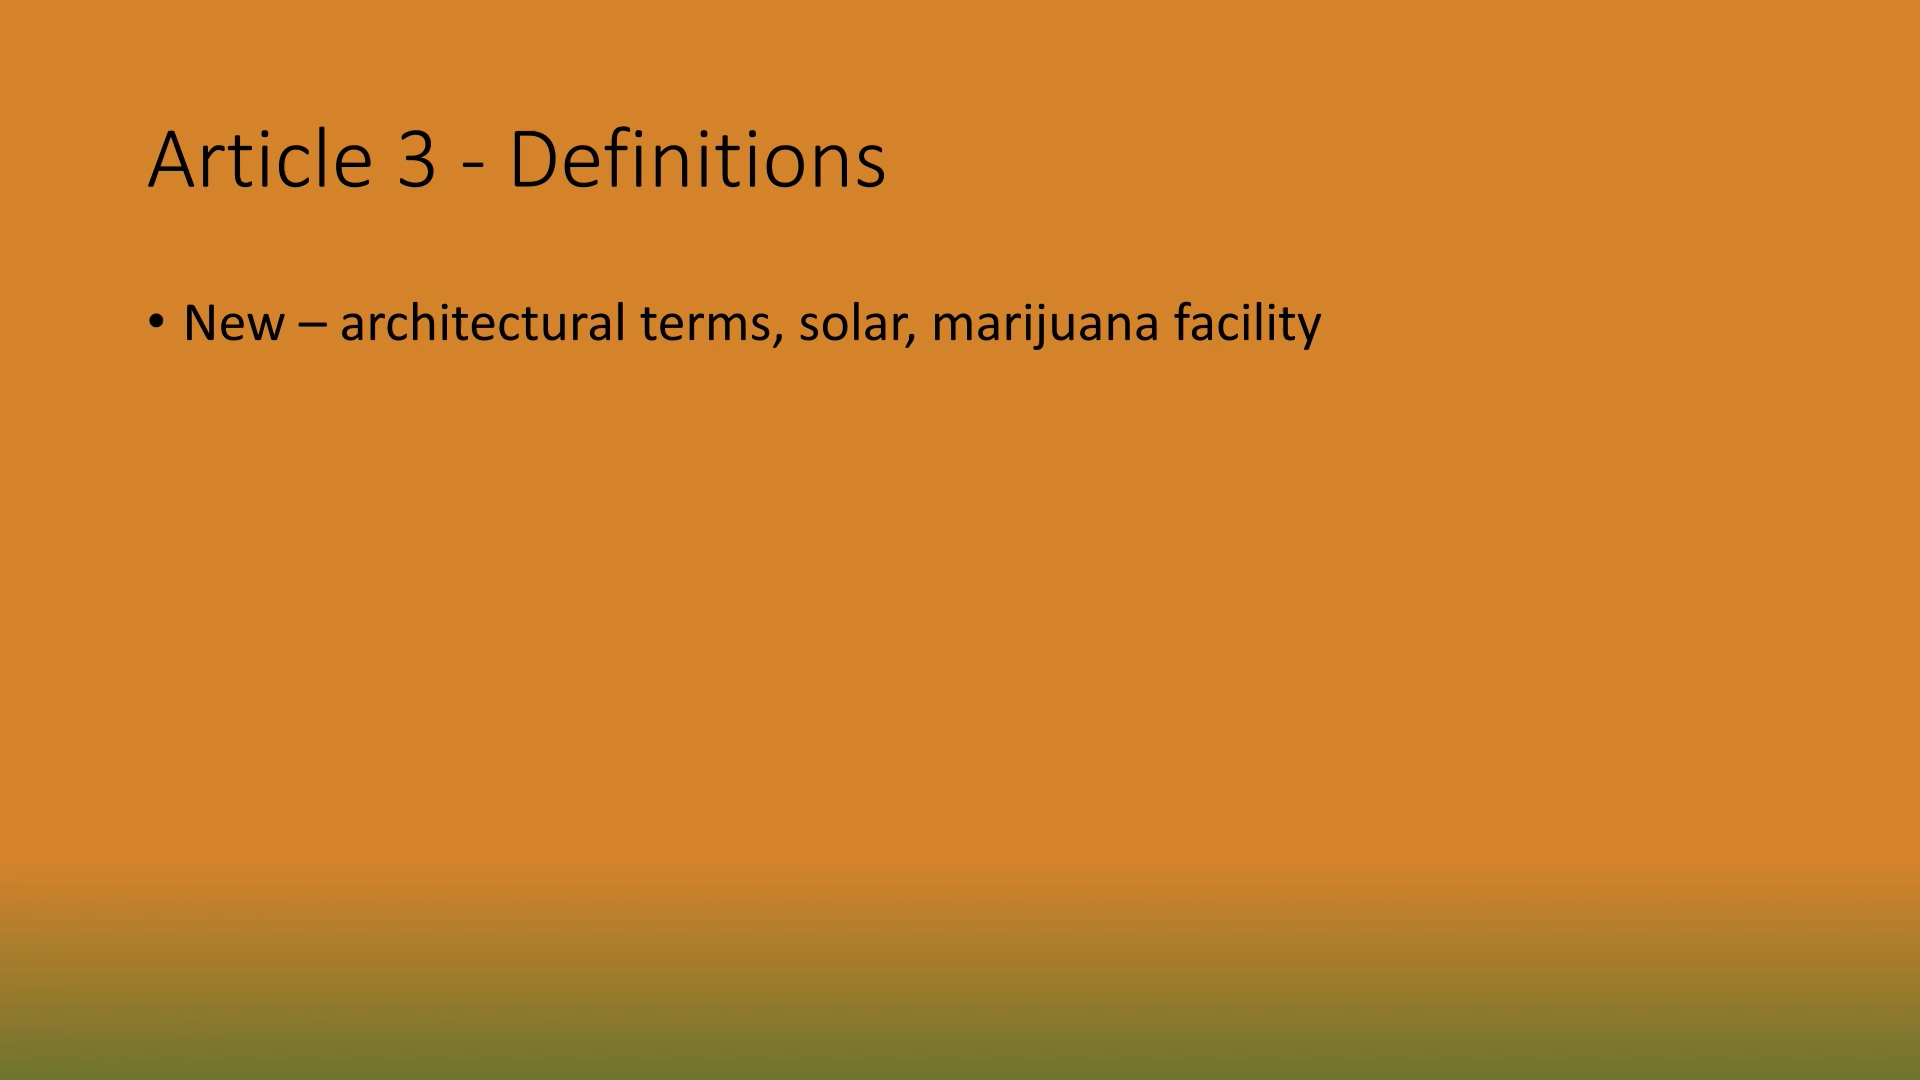 Article 3 - Definitions
• New – architectural terms, solar, marijuana facility